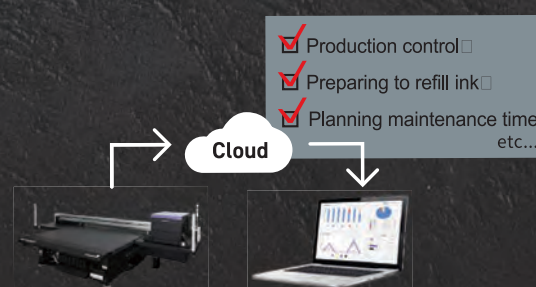 Production control
Preparing to refill ink
Planning maintenance time
etc...
Cloud